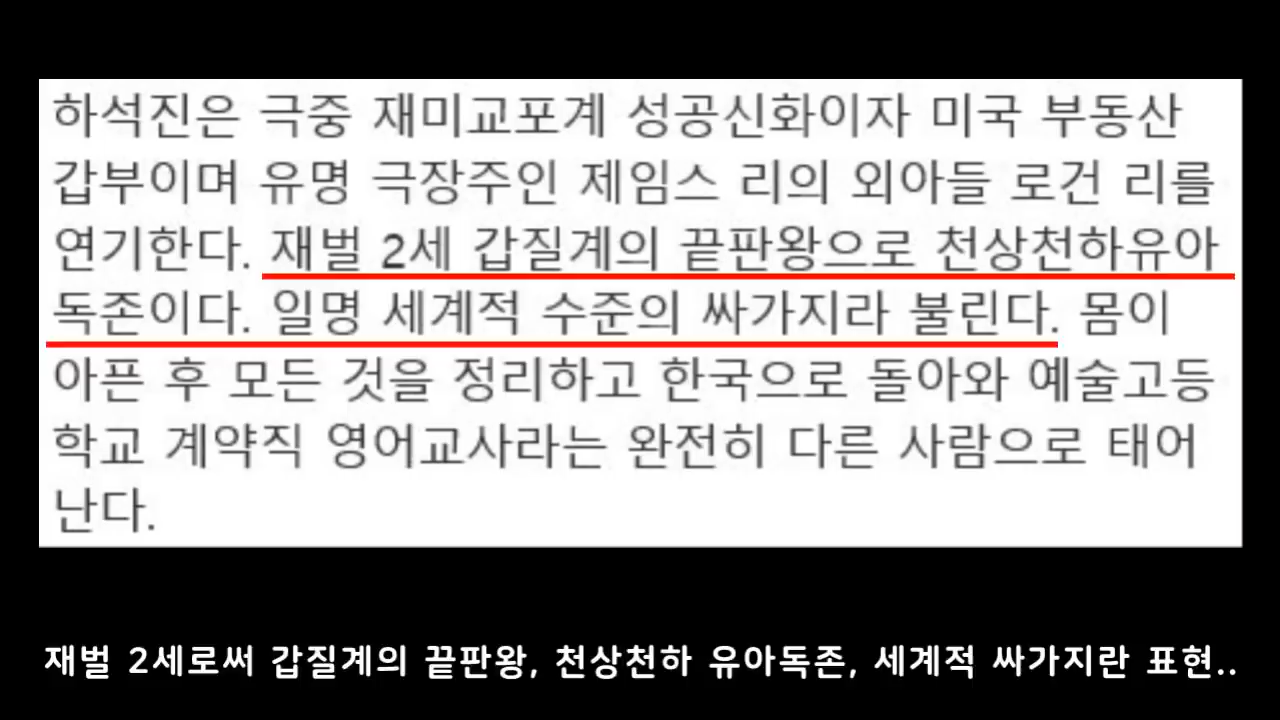 하석진은 극중 재미교포계 성공신화이자 미국 부동산
갑부이며 유명 극장주인 제임스 리의 외아들 로건 리를
연기한다. 재벌 2세 갑질계의 끝판왕으로 천상천하유아
독존이다. 일명 세계적 수준의 싸가지라 불린다. 몸이
아픈 후 모든 것을 정리하고 한국으로 돌아와 예술고등
학교 계약직 영어교사라는 완전히 다른 사람으로 태어
난다.
재벌 2세로써 갑질계의 끝판왕, 천상천하 유아독존, 세계적 싸가지란 표현..